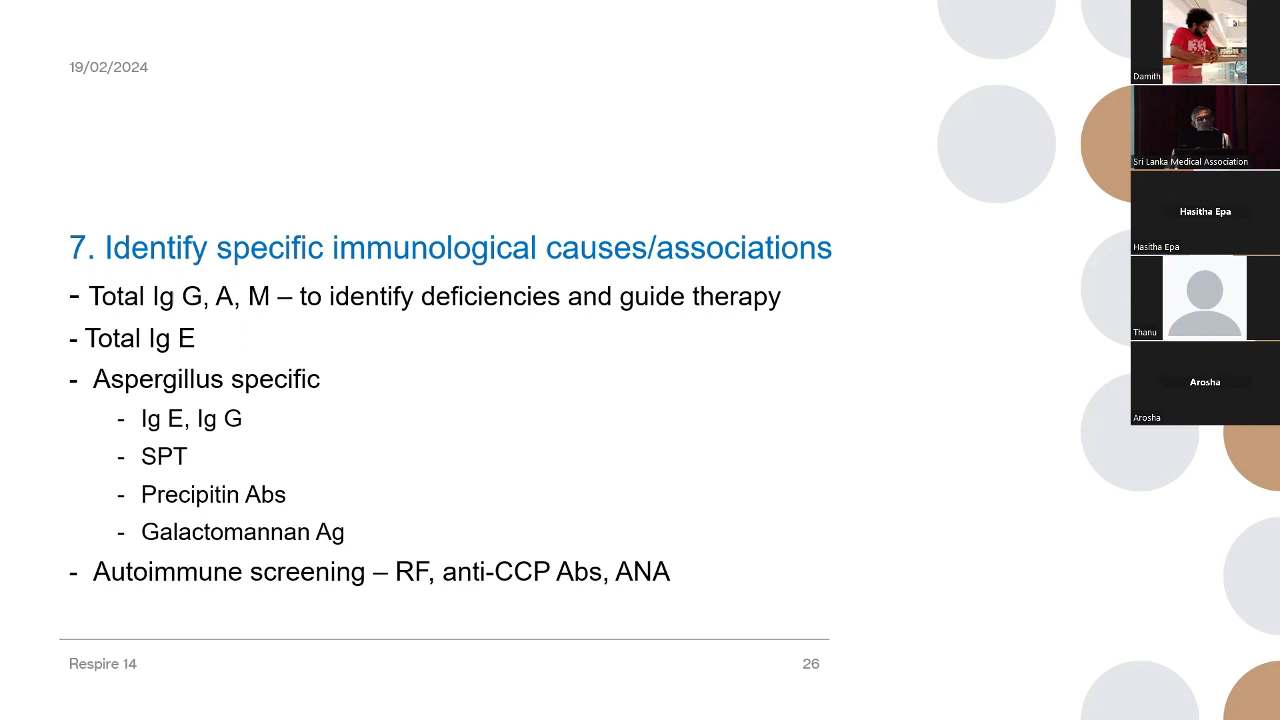 19/02/2024
7. Identify specific immunological causes/associations
- Total Ig G, A, M – to identify deficiencies and guide therapy
- Total Ig E
- Aspergillus specific
- Ig E, Ig G
- SPT
- Precipitin Abs
- Galactomannan Ag
- Autoimmune screening – RF, anti-CCP Abs, ANA
Respire 14
26
Damith
Sri Lanka Medical Association
Hasitha Epa
Hasitha Epa
Thanu
Arosha
Arosha